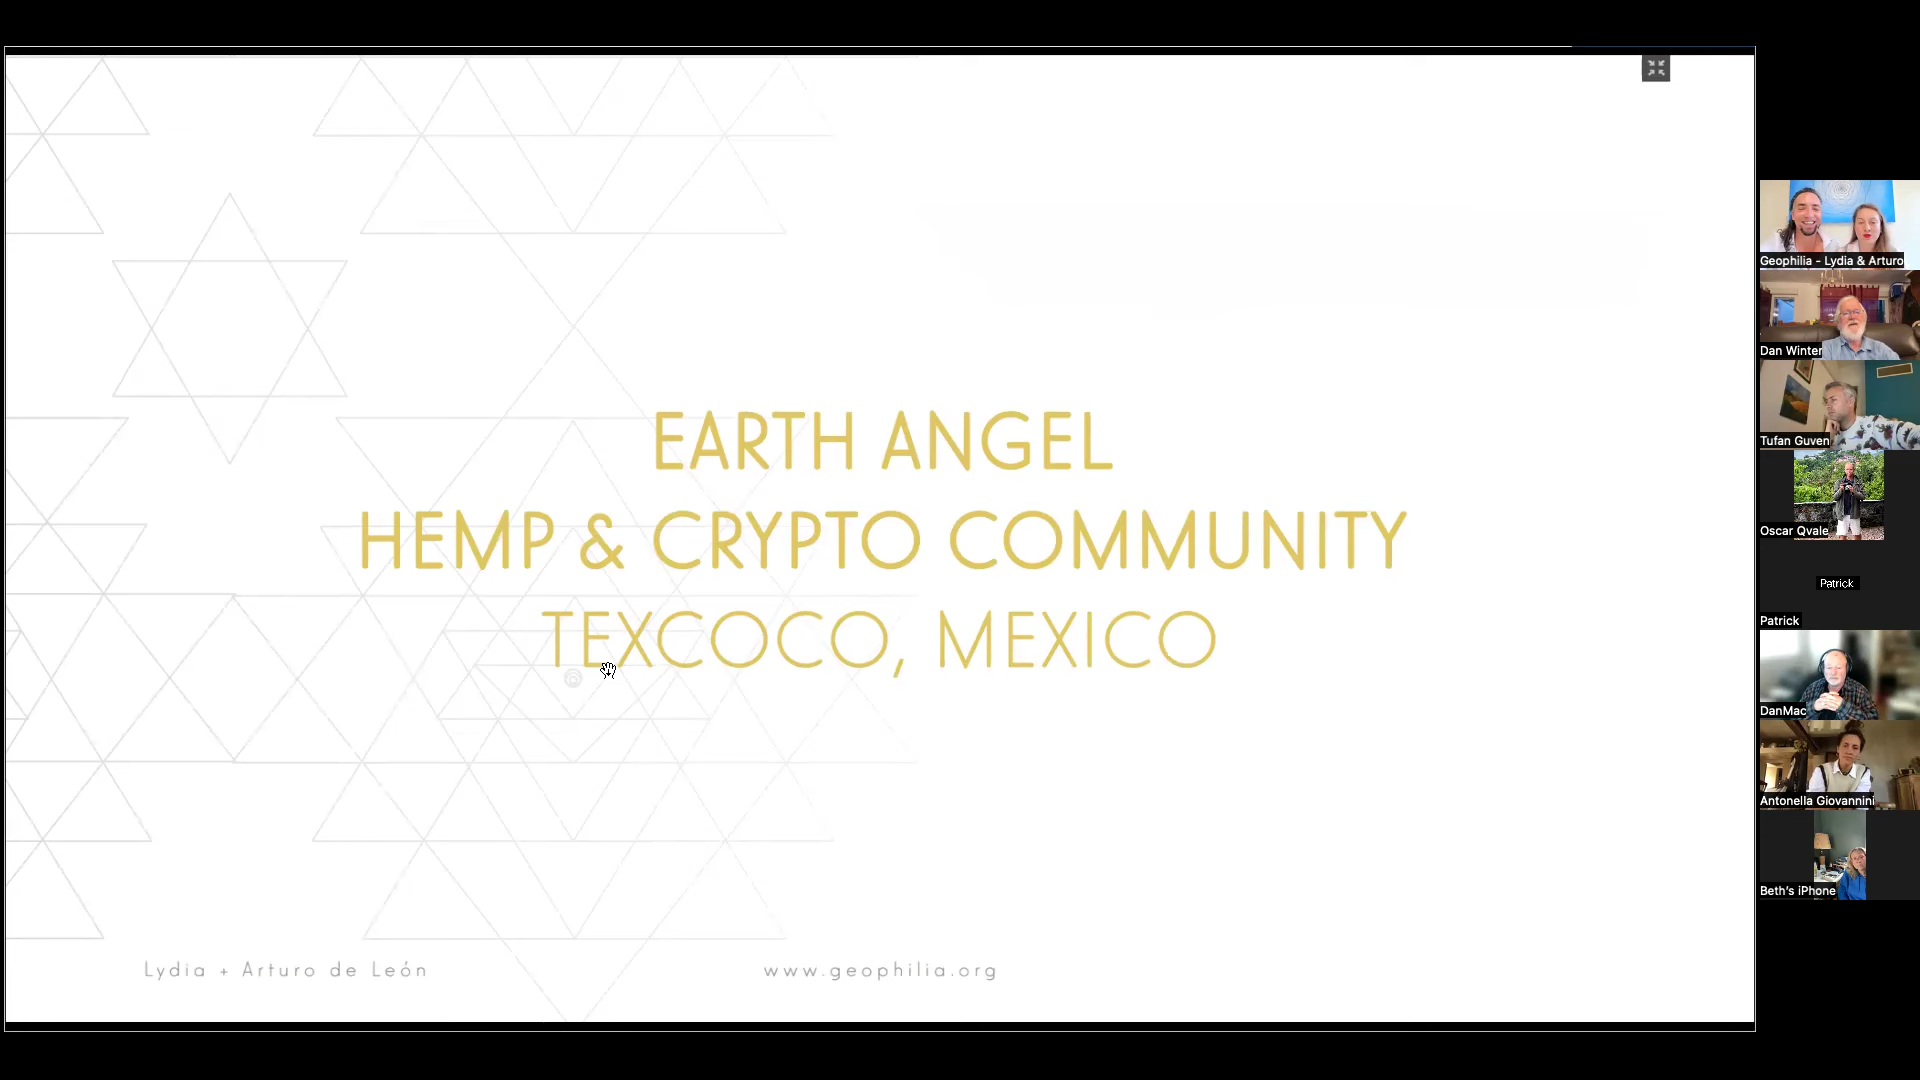 EARTH ANGEL
HEMP & CRYPTO COMMUNITY
TEXCOCO, MEXICO
Lydia + Arturo de León
www.geophilia.org
Geophilia - Lydia & Arturo
Dan Winter
Tufan Guven
Oscar Qvale
Patrick
Patrick
DanMac
Antonella Giovannini
Beth's iPhone